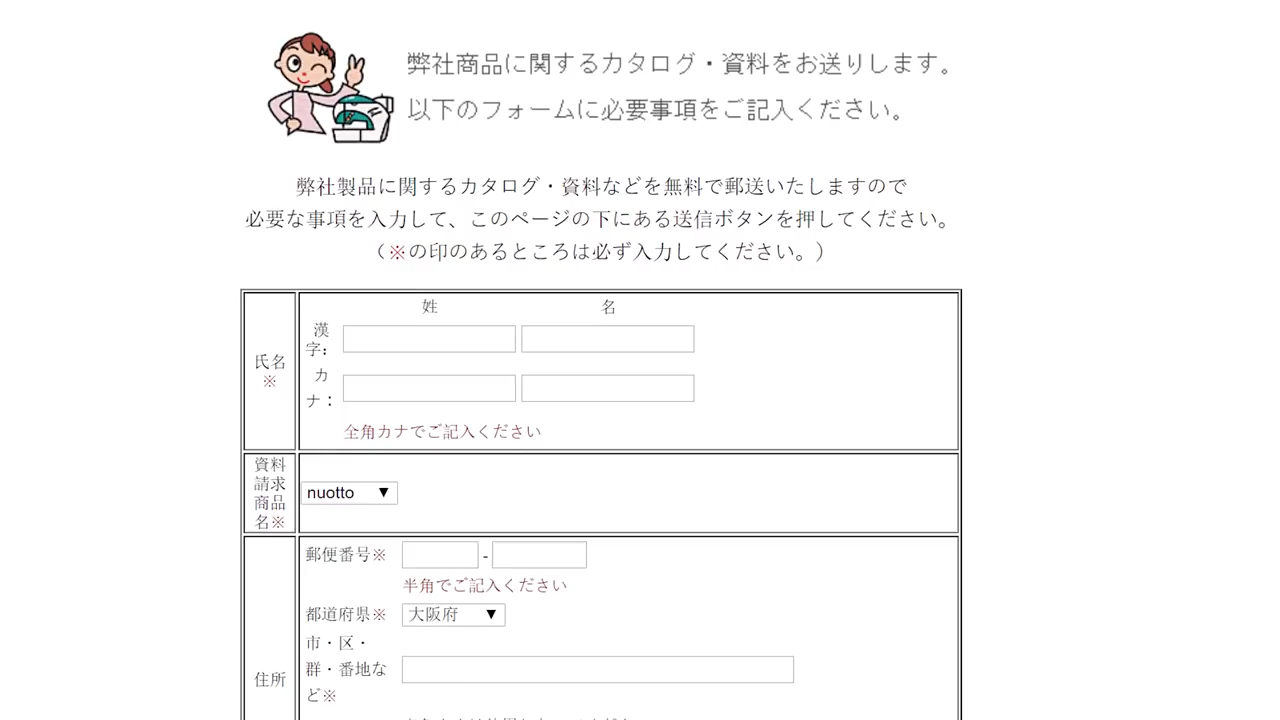 弊社商品に関するカタログ・資料をお送りします。
以下のフォームに必要事項をご記入ください。
弊社製品に関するカタログ・資料などを無料で郵送いたしますので
必要な事項を入力して、このページの下にある送信ボタンを押してください。
（※の印のあるところは必ず入力してください。）
姓 名
漢
字：
氏名
※
カ
ナ：
全角カナでご記入ください
資料
請求
商品
名※
nuotto ▼
郵便番号※ -
半角でご記入ください
都道府県※ 大阪府 ▼
市・区・
群・番地な
ど※
住所